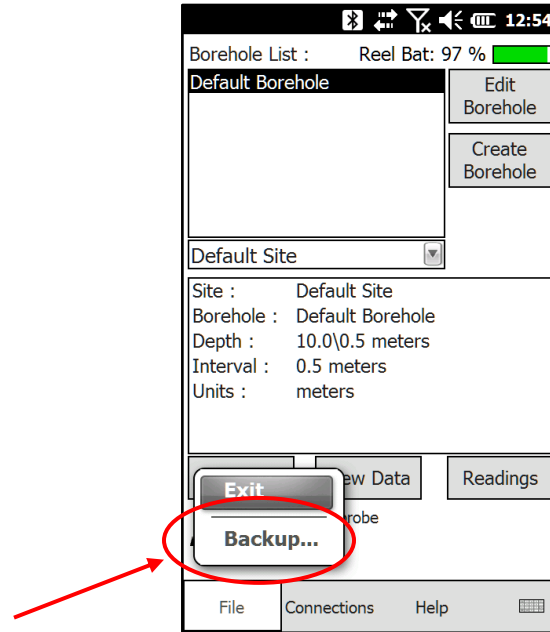 12:54
Borehole List : Reel Bat: 97 %
Default Borehole
Edit
Borehole
Create
Borehole
Default Site
Site : Default Site
Borehole : Default Borehole
Depth : 10.0\0.5 meters
Interval : 0.5 meters
Units : meters
ew Data
Readings
Exit
robe
Backup...
File Connections Help